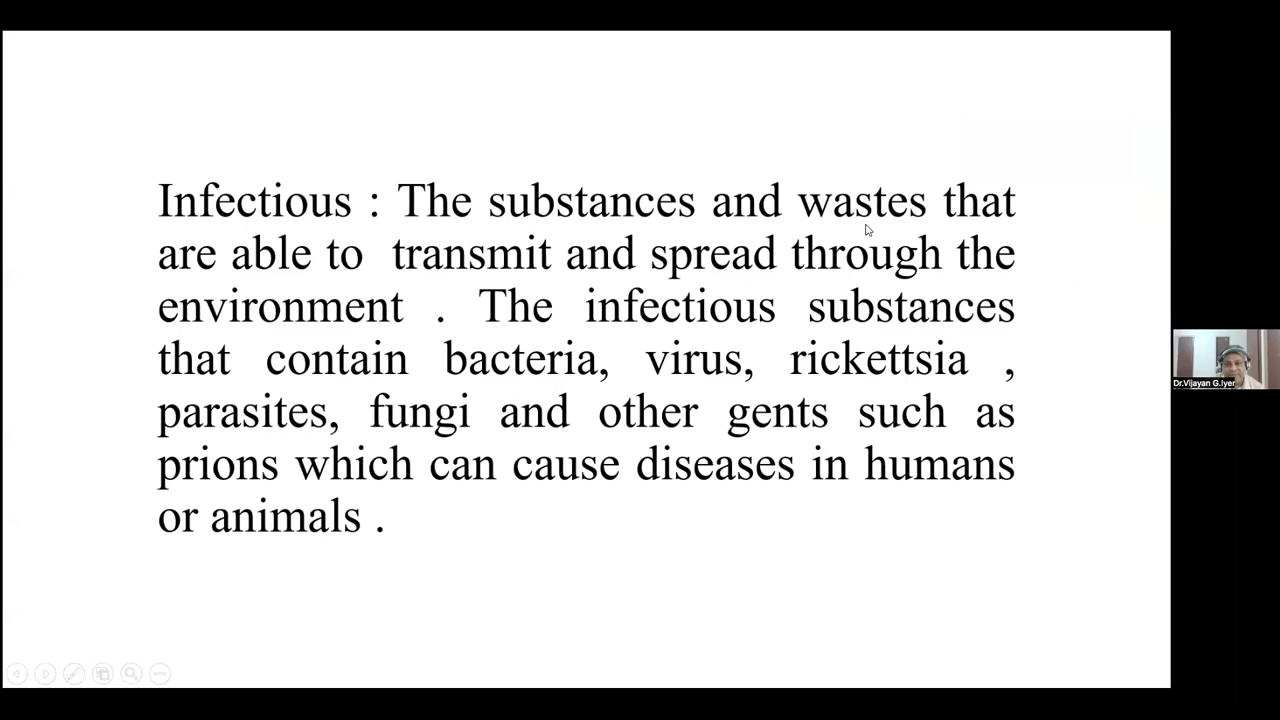 Infectious : The substances and wastes that
are able to transmit and spread through the
environment . The infectious substances
that contain bacteria, virus, rickettsia ,
parasites, fungi and other gents such as
prions which can cause diseases in humans
or animals .
Dr.Vijayan G.Iyer